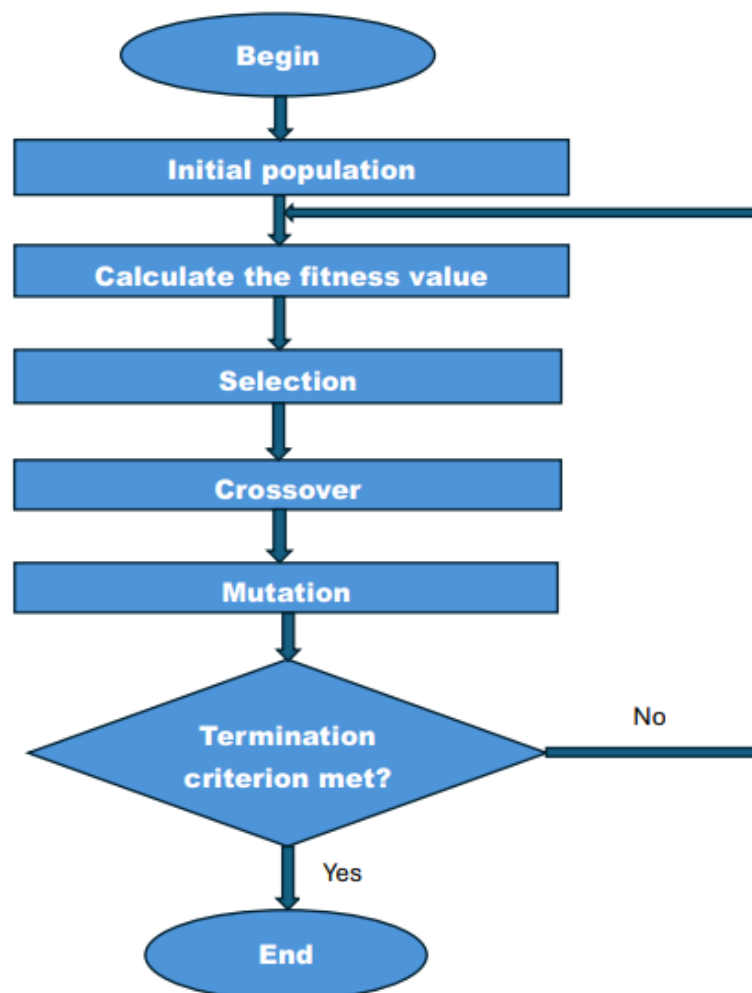 Begin
Initial population
Calculate the fitness value
Selection
Crossover
Mutation
Termination
criterion met?
No
Yes
End